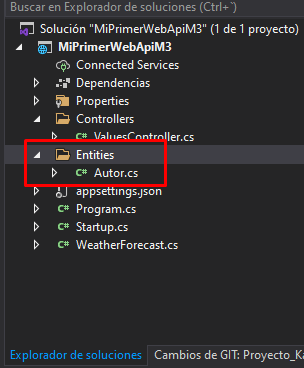 Buscar en Explorador de soluciones (Ctrl+¨)
Solución "MiPrimerWebApiM3" (1 de 1 proyecto)
MiPrimerWebApiM3
Connected Services
Dependencias
Properties
Controllers
C# ValuesController.cs
Entities
C# Autor.cs
appsettings.json
C# Program.cs
C# Startup.cs
C# WeatherForecast.cs
Explorador de soluciones Cambios de GIT: Proyecto_Ka